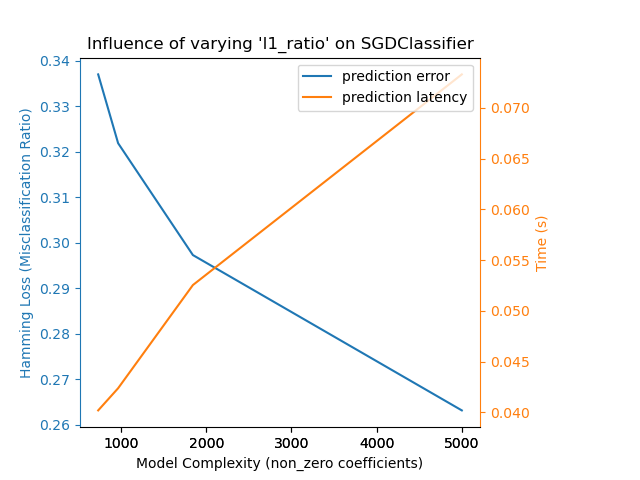 Influence of varying 'l1_ratio' on SGDClassifier
prediction error
prediction latency
Hamming Loss (Misclassification Ratio)
0.34
0.33
0.32
0.31
0.30
0.29
0.28
0.27
0.26
0.070
0.065
0.060
0.055
0.050
0.045
0.040
Time (s)
1000 2000 3000 4000 5000
Model Complexity (non_zero coefficients)